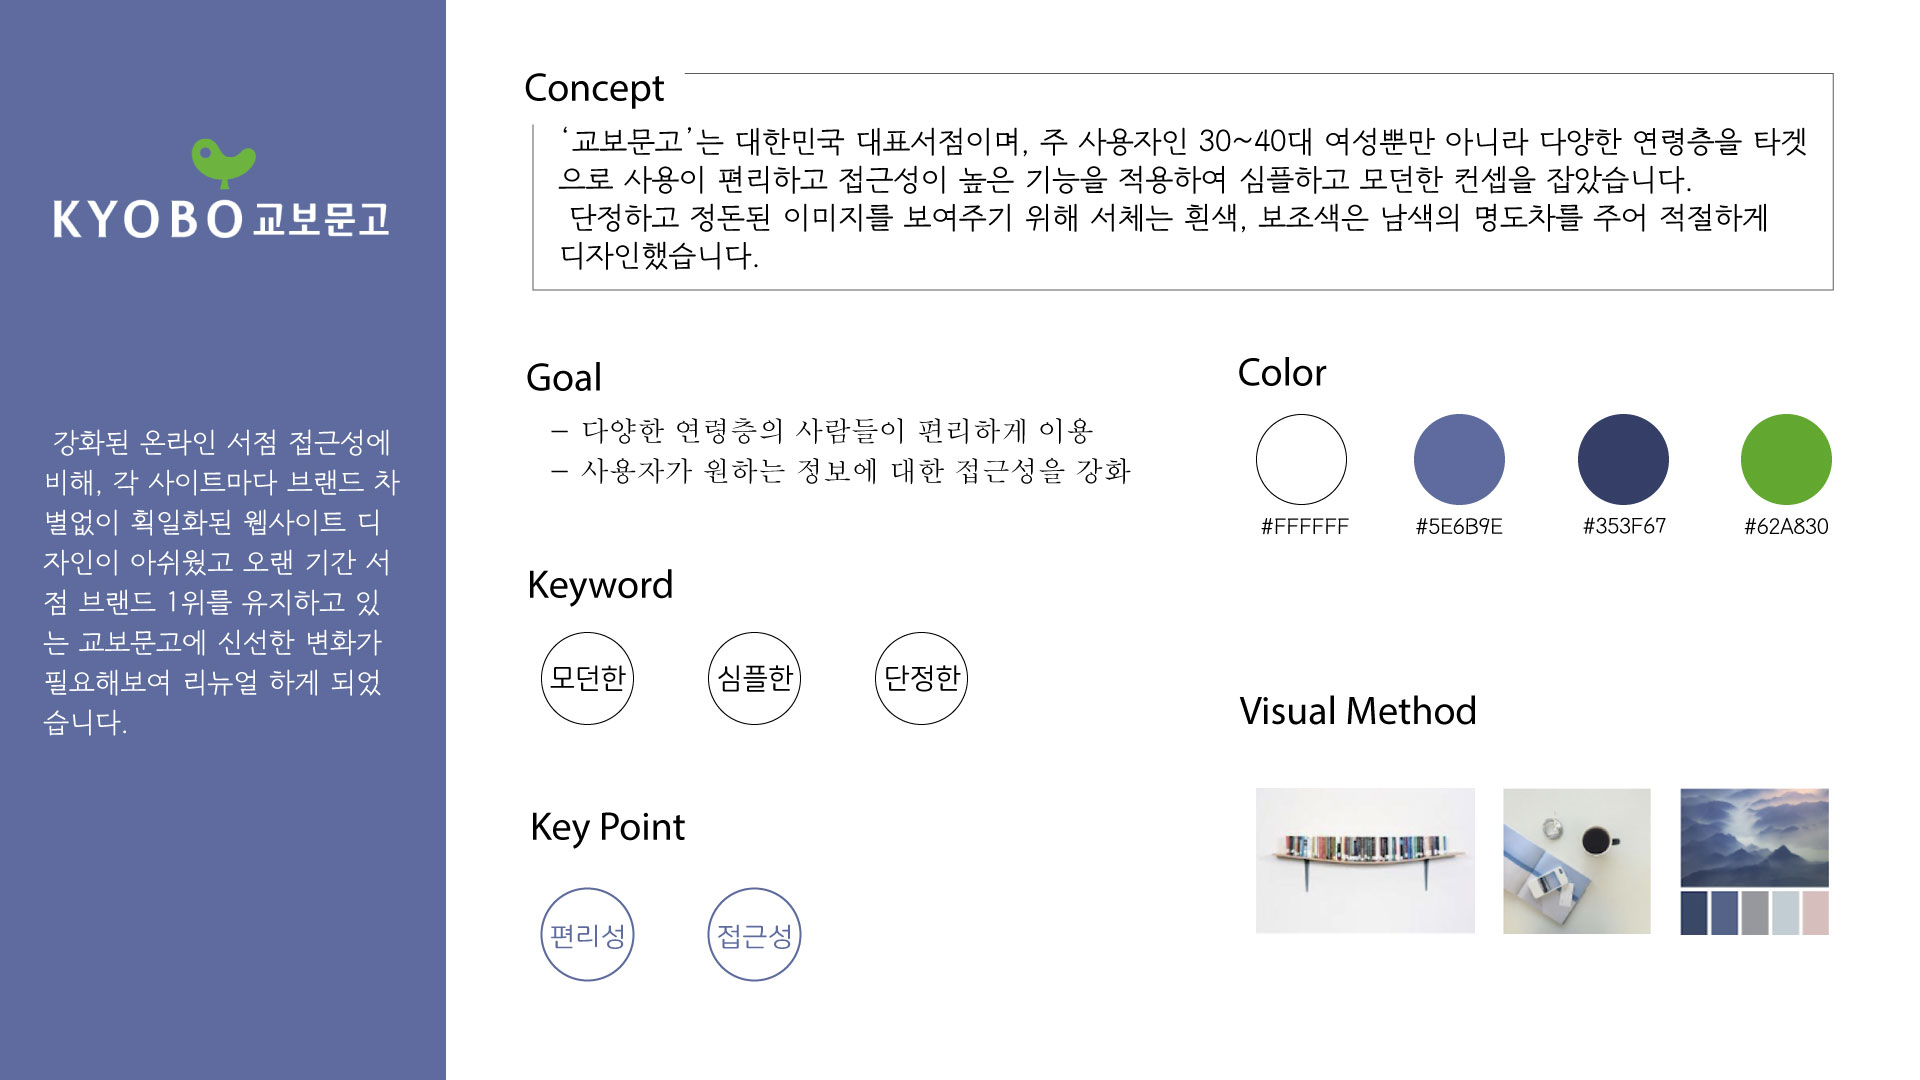 KYOBO 교보문고
강화된 온라인 서점 접근성에
비해, 각 사이트마다 브랜드 차
별없이 획일화된 웹사이트 디
자인이 아쉬웠고 오랜 기간 서
점 브랜드 1위를 유지하고 있
는 교보문고에 신선한 변화가
필요해보여 리뉴얼 하게 되었
습니다.
Concept
‘교보문고’는 대한민국 대표서점이며, 주 사용자인 30~40대 여성뿐만 아니라 다양한 연령층을 타겟
으로 사용이 편리하고 접근성이 높은 기능을 적용하여 심플하고 모던한 컨셉을 잡았습니다.
단정하고 정돈된 이미지를 보여주기 위해 서체는 흰색, 보조색은 남색의 명도차를 주어 적절하게
디자인했습니다.
Goal
– 다양한 연령층의 사람들이 편리하게 이용
– 사용자가 원하는 정보에 대한 접근성을 강화
Keyword
모던한 심플한 단정한
Key Point
편리성 접근성
Color
#FFFFFF #5E6B9E #353F67 #62A830
Visual Method